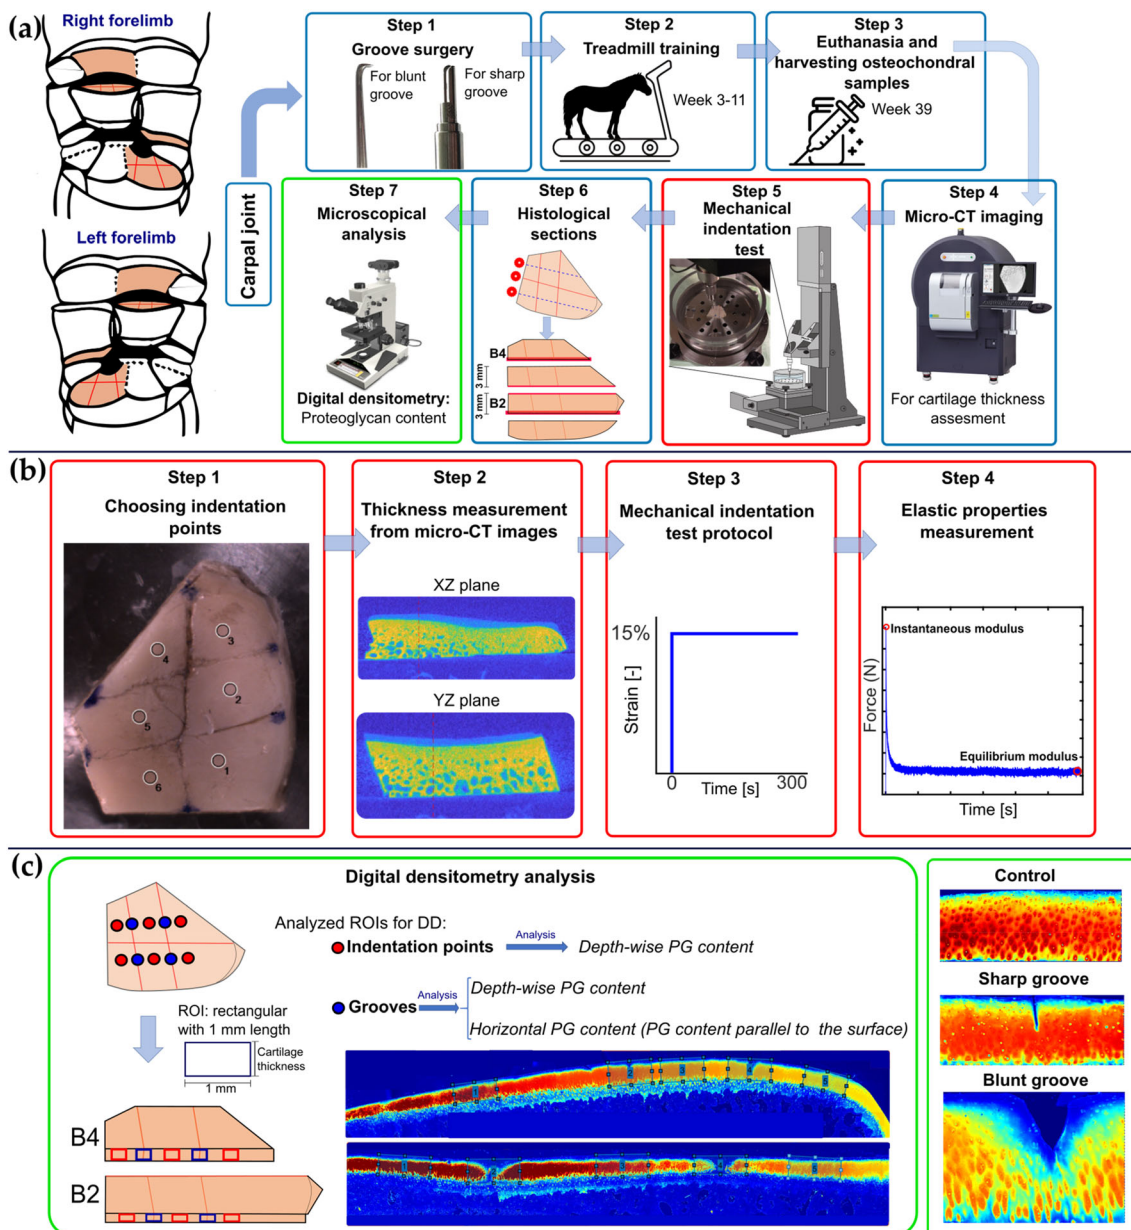 (a)
Right forelimb
Left forelimb
Carpal joint
Step 1
Groove surgery
For blunt
groove
For sharp
groove
Step 2
Treadmill training
Week 3-11
Step 3
Euthanasia and
harvesting osteochondral
samples
Week 39
Step 4
Micro-CT imaging
For cartilage thickness
assesment
Step 5
Mechanical
indentation
test
Step 6
Histological
sections
B4
3 mm
B2
3 mm
Step 7
Microscopical
analysis
Digital densitometry:
Proteoglycan content
(b)
Step 1
Choosing indentation
points
3
4
2
5
1
6
Step 2
Thickness measurement
from micro-CT images
XZ plane
YZ plane
Step 3
Mechanical indentation
test protocol
15%
Strain [-]
0
300
Time [s]
Step 4
Elastic properties
measurement
Instantaneous modulus
Equilibrium modulus
Force (N)
Time [s]
(c)
Digital densitometry analysis
Analyzed ROIs for DD:
Indentation points
Analysis
Depth-wise PG content
Grooves
Analysis
Depth-wise PG content
Horizontal PG content (PG content parallel to the surface)
ROI: rectangular
with 1 mm length
Cartilage
thickness
1 mm
B4
B2
Control
Sharp groove
Blunt groove